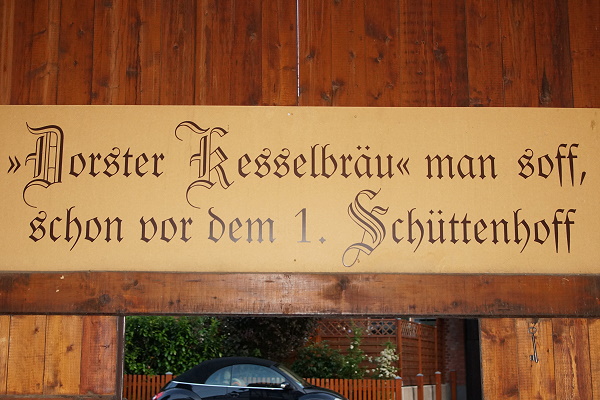 »Dorster Kesselbräu« man soff,
schon vor dem 1. Schüttenhoff